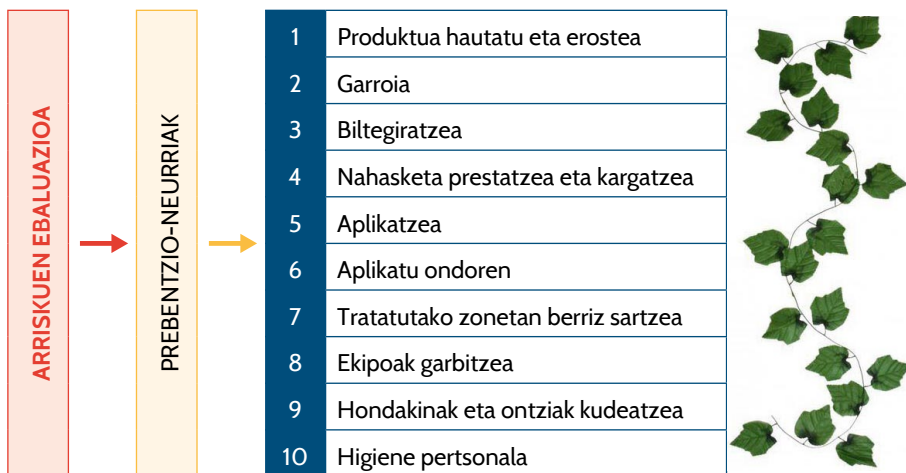 ARRISKUEN EBALUAZIOA
PREBENTZIO-NEURRIAK
1 Produktua hautatu eta erostea
2 Garroia
3 Biltegiratzea
4 Nahasketa prestatzea eta kargatzea
5 Aplikatzea
6 Aplikatu ondoren
7 Tratatutako zonetan berriz sartzea
8 Ekipoak garbitzea
9 Hondakinak eta ontziak kudeatzea
10 Higiene pertsonala